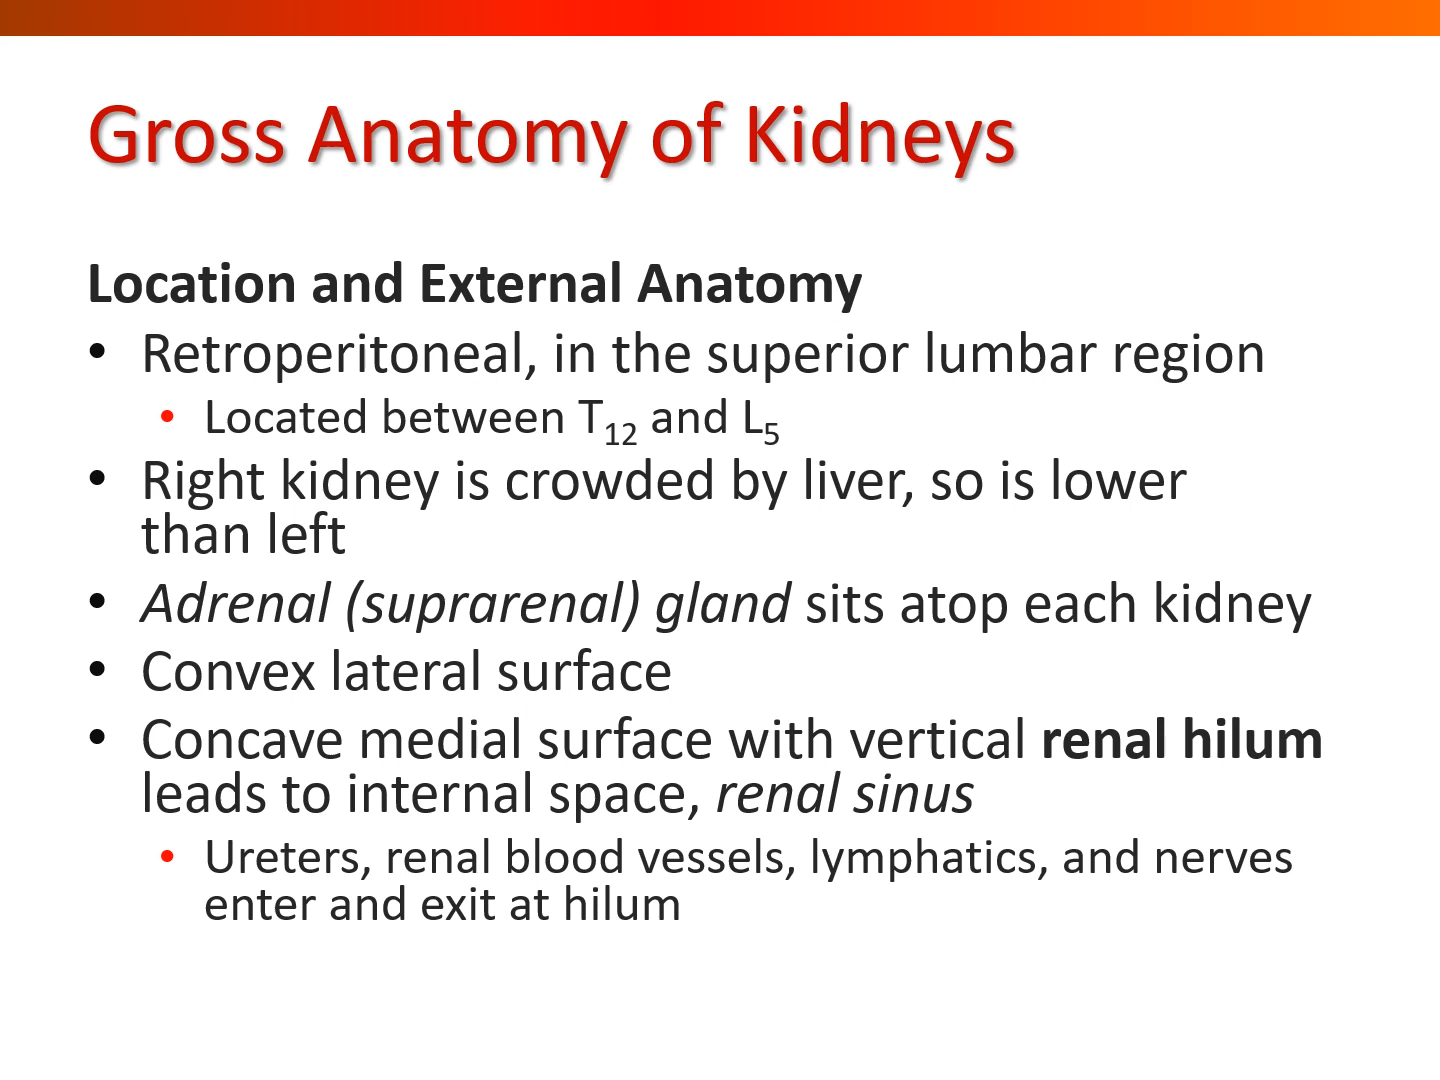 Gross Anatomy of Kidneys
Location and External Anatomy
• Retroperitoneal, in the superior lumbar region
• Located between T12 and L5
• Right kidney is crowded by liver, so is lower
than left
• Adrenal (suprarenal) gland sits atop each kidney
• Convex lateral surface
• Concave medial surface with vertical renal hilum
leads to internal space, renal sinus
• Ureters, renal blood vessels, lymphatics, and nerves
enter and exit at hilum